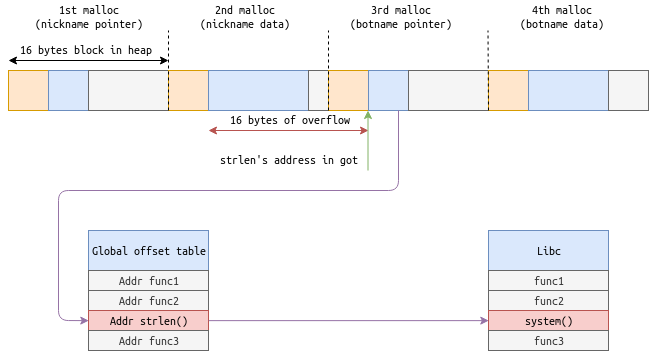 1st malloc
(nickname pointer)
2nd malloc
(nickname data)
3rd malloc
(botname pointer)
4th malloc
(botname data)
16 bytes block in heap
16 bytes of overflow
strlen's address in got
Global offset table
Addr func1
Addr func2
Addr strlen()
Addr func3
Libc
func1
func2
system()
func3